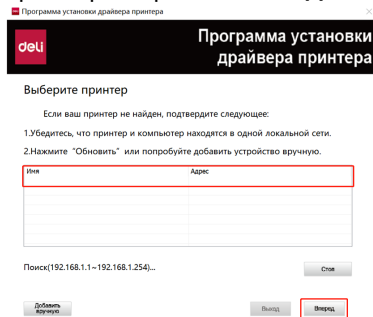 Программа установки драйвера принтера
deli
Программа установки
драйвера принтера
Выберите принтер
Если ваш принтер не найден, подтвердите следующее:
1.Убедитесь, что принтер и компьютер находятся в одной локальной сети.
2.Нажмите "Обновить" или попробуйте добавить устройство вручную.
Имя Адрес
Поиск(192.168.1.1~192.168.1.254)...
Стоп
Добавить
вручную
Выход
Вперед